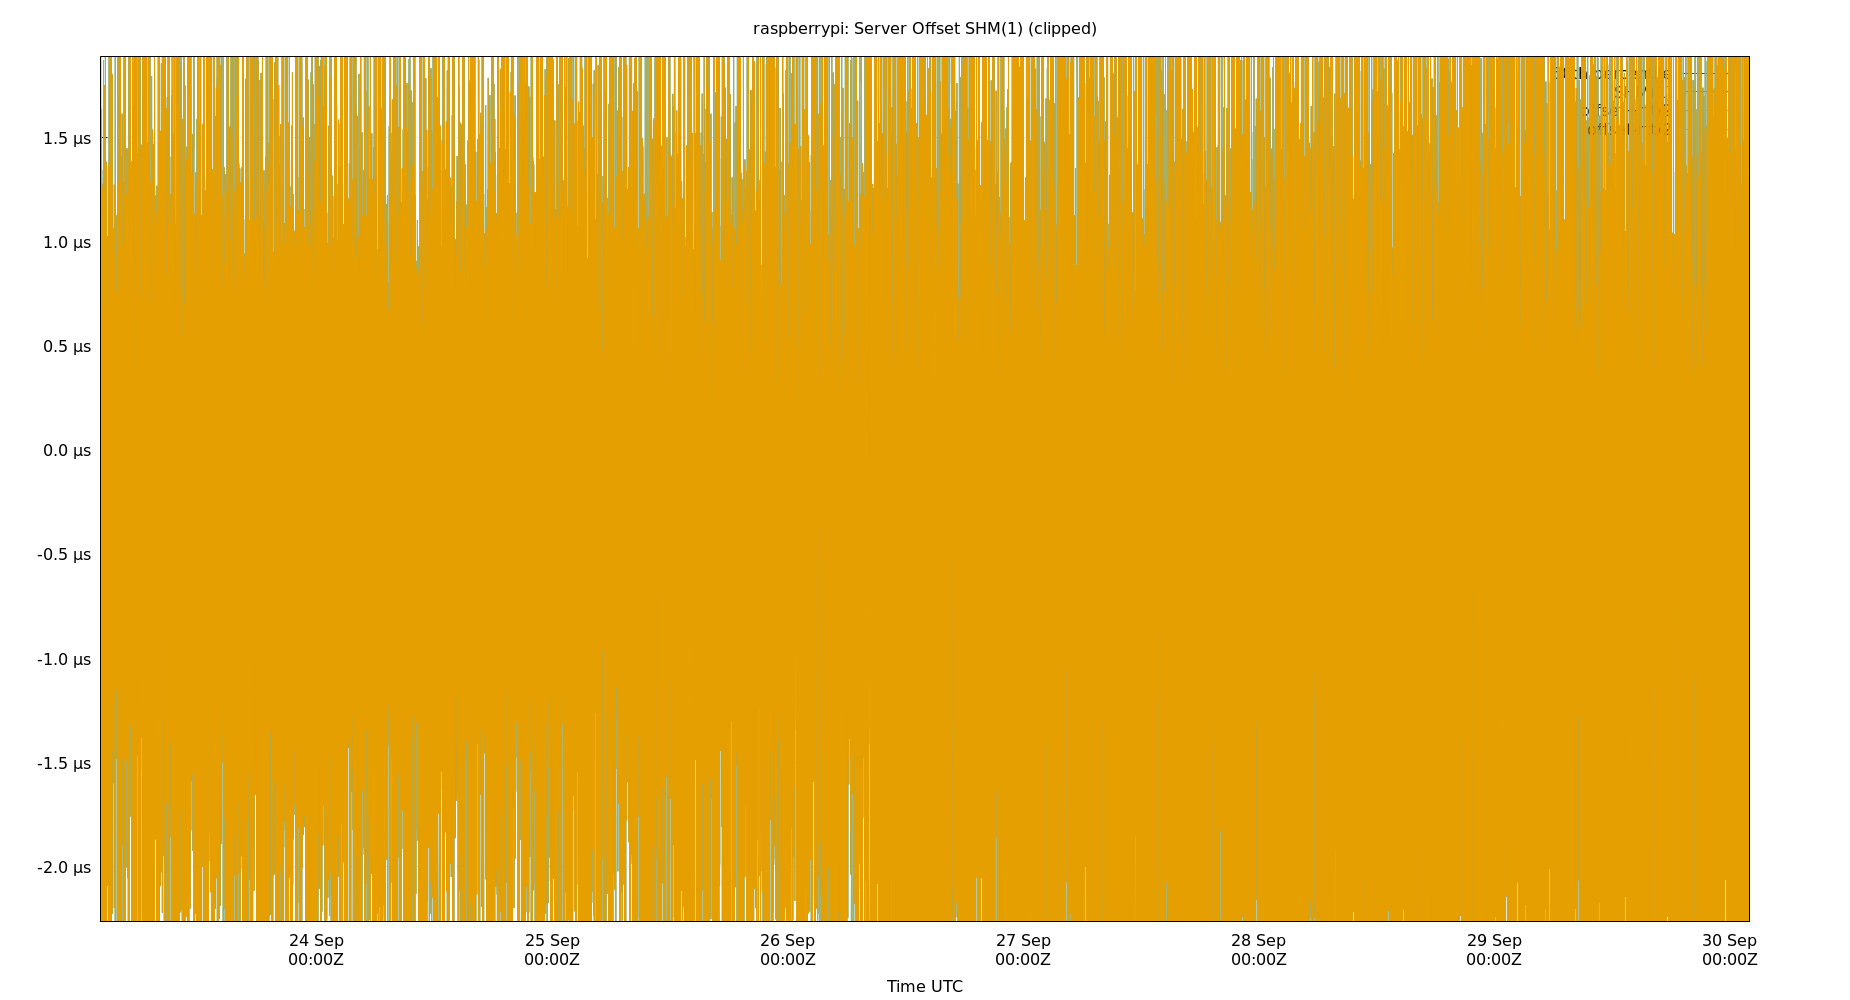 raspberrypi: Server Offset SHM(1) (clipped)
1.5 µs
1.0 µs
0.5 µs
0.0 µs
-0.5 µs
-1.0 µs
-1.5 µs
-2.0 µs
24 Sep 25 Sep 26 Sep 27 Sep 28 Sep 29 Sep 30 Sep
00:00Z 00:00Z 00:00Z 00:00Z 00:00Z 00:00Z 00:00Z
Time UTC